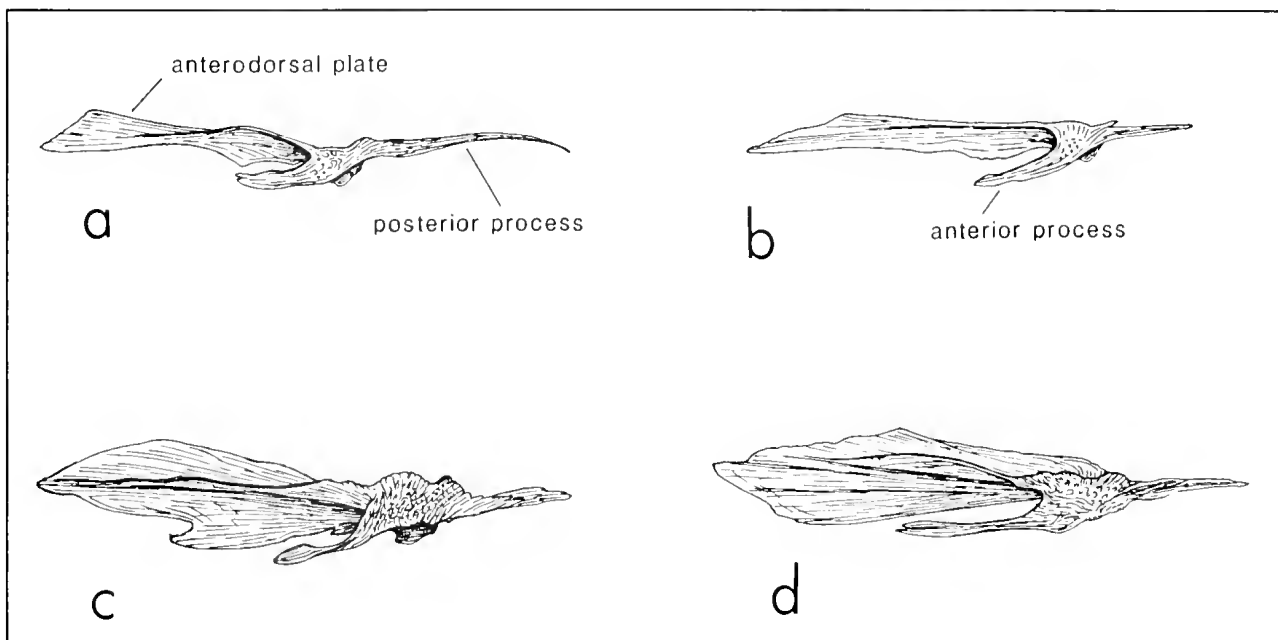 anterodorsal plate
a
posterior process
b
anterior process
c
d